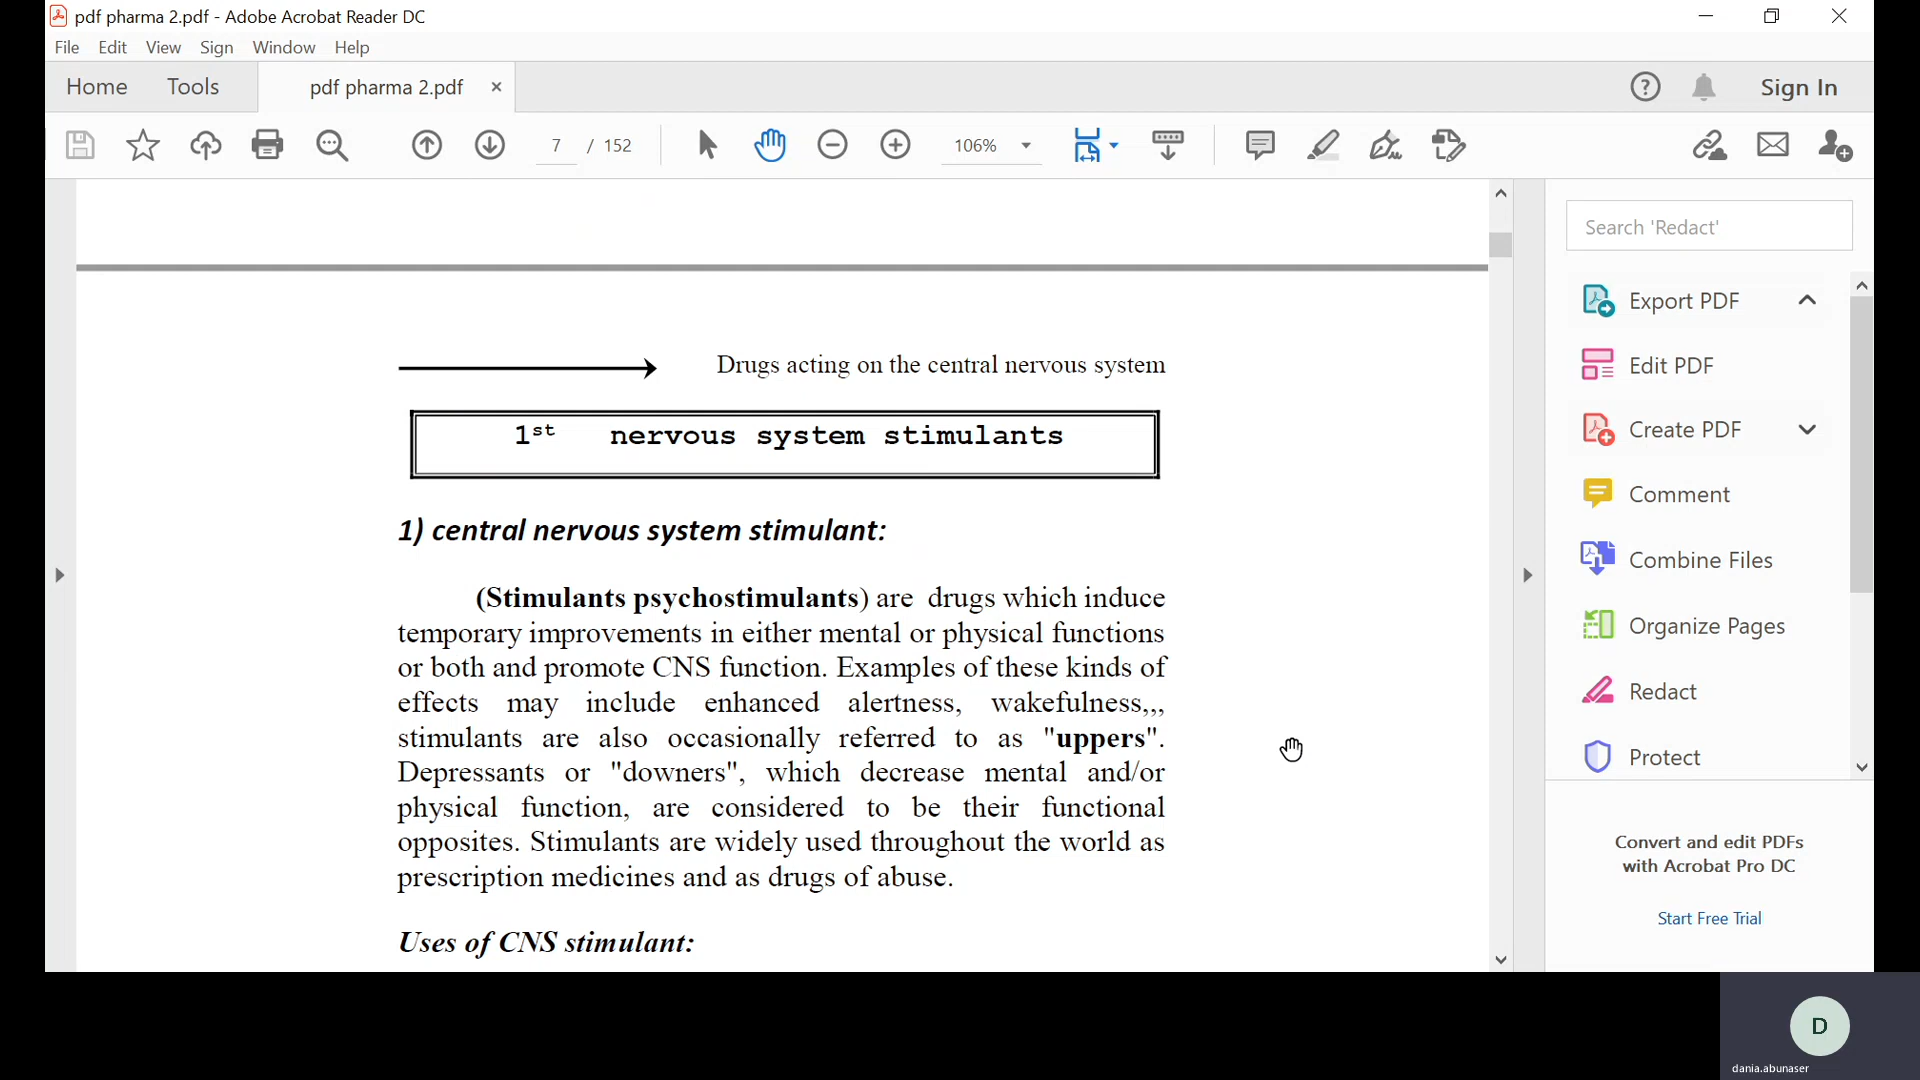 pdf pharma 2.pdf - Adobe Acrobat Reader DC
File Edit View Sign Window Help
Home Tools pdf pharma 2.pdf × ? Sign In
7 / 152 106%
Drugs acting on the central nervous system
1st nervous system stimulants
1) central nervous system stimulant:
(Stimulants psychostimulants) are drugs which induce
temporary improvements in either mental or physical functions
or both and promote CNS function. Examples of these kinds of
effects may include enhanced alertness, wakefulness,,,
stimulants are also occasionally referred to as "uppers".
Depressants or "downers", which decrease mental and/or
physical function, are considered to be their functional
opposites. Stimulants are widely used throughout the world as
prescription medicines and as drugs of abuse.
Uses of CNS stimulant:
Search 'Redact'
Export PDF
Edit PDF
Create PDF
Comment
Combine Files
Organize Pages
Redact
Protect
Convert and edit PDFs
with Acrobat Pro DC
Start Free Trial
D
dania.abunaser